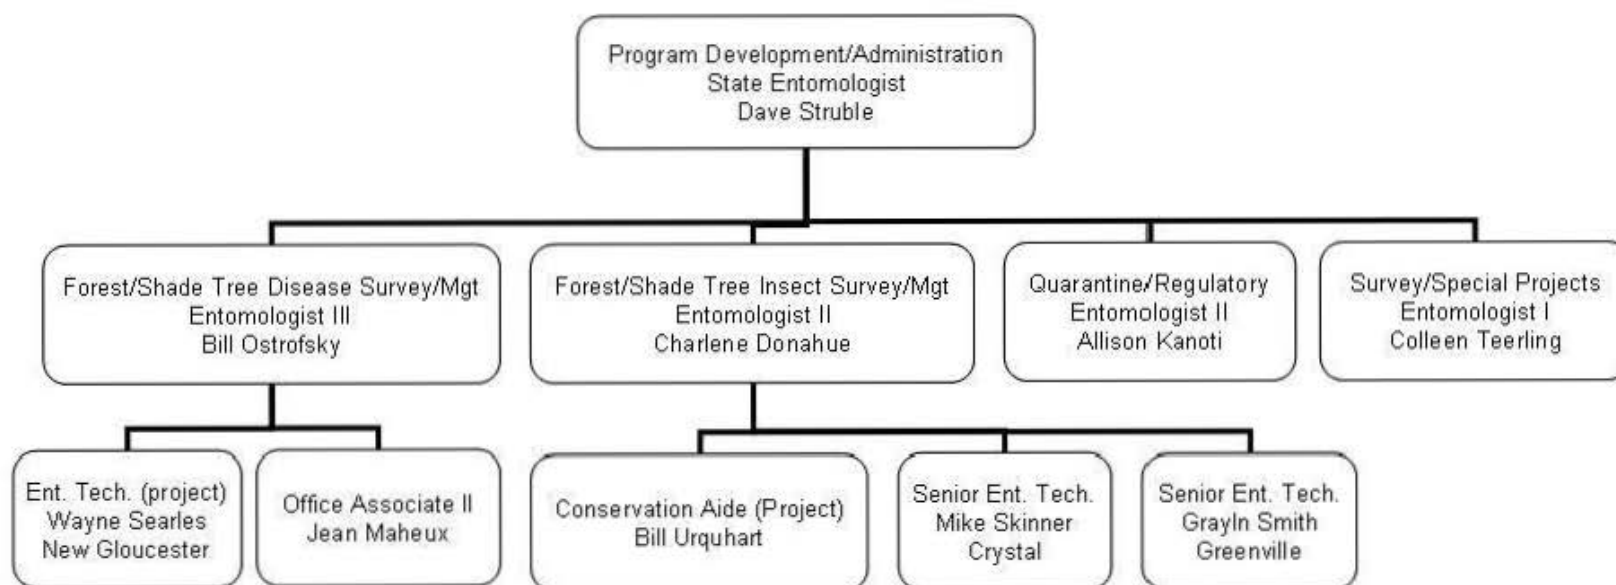 Program Development/Administration
State Entomologist
Dave Struble
Forest/Shade Tree Disease Survey/Mgt
Entomologist III
Bill Ostrofsky
Forest/Shade Tree Insect Survey/Mgt
Entomologist II
Charlene Donahue
Quarantine/Regulatory
Entomologist II
Allison Kanoti
Survey/Special Projects
Entomologist I
Colleen Teerling
Ent. Tech. (project)
Wayne Searles
New Gloucester
Office Associate II
Jean Maheux
Conservation Aide (Project)
Bill Urquhart
Senior Ent. Tech.
Mike Skinner
Crystal
Senior Ent. Tech.
Grayln Smith
Greenville